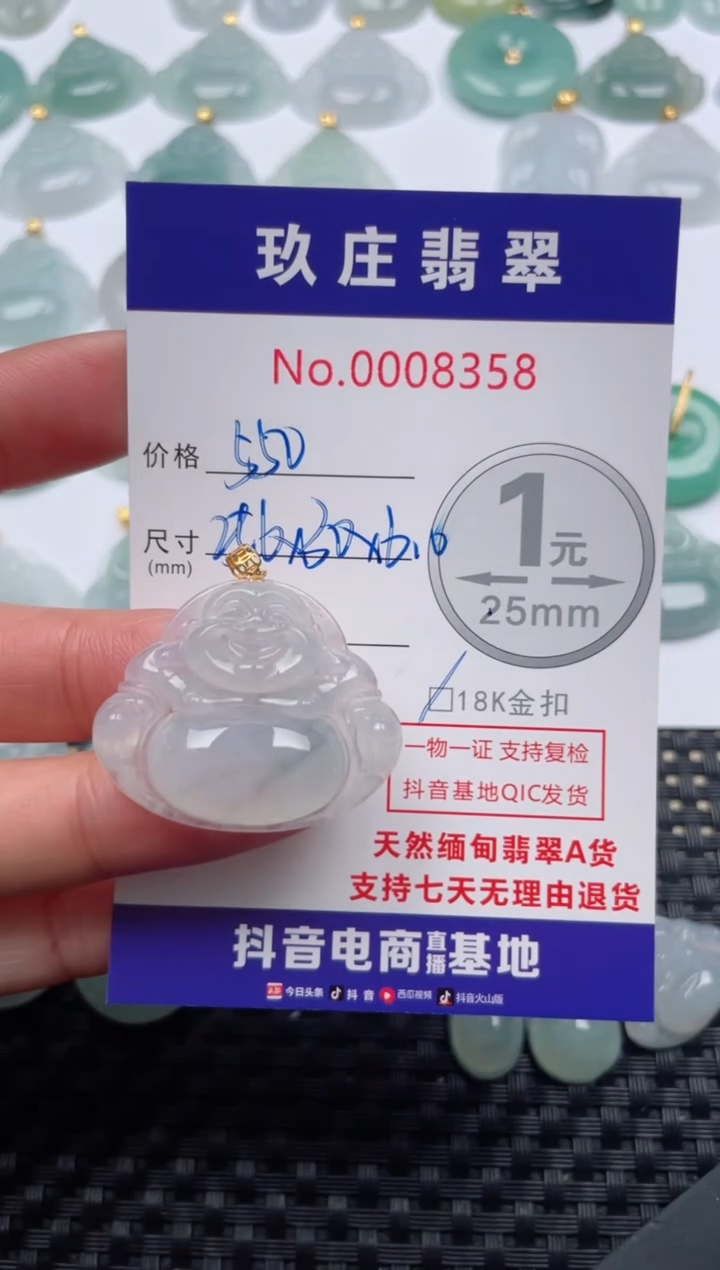 玖庄翡翠
No.0008358
价格 550
尺寸
(mm)
1元
25mm
18K金扣
一物一证 支持复检
抖音基地QIC发货
天然缅甸翡翠A货
支持七天无理由退货
抖音电商直播基地
头条 今日头条 抖音 西瓜视频 抖音火山版